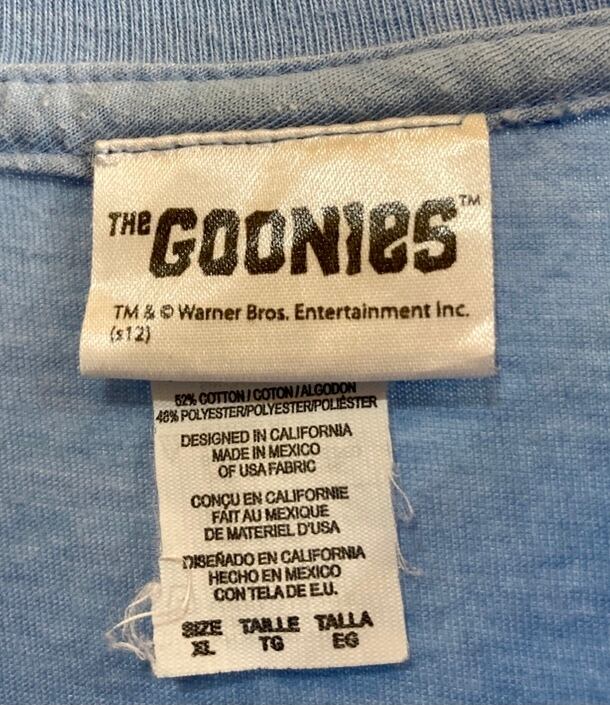 THE GOONIES™
TM & © Warner Bros. Entertainment Inc.
(s12)
52% COTTON / COTON / ALGODON
48% POLYESTER/POLYESTER/POLIÉSTER
DESIGNED IN CALIFORNIA
MADE IN MEXICO
OF USA FABRIC
CONÇU EN CALIFORNIE
FAIT AU MEXIQUE
DE MATERIEL D'USA
DISEÑADO EN CALIFORNIA
HECHO EN MEXICO
CON TELA DE E.U.
SIZE TAILLE TALLA
XL TG EG